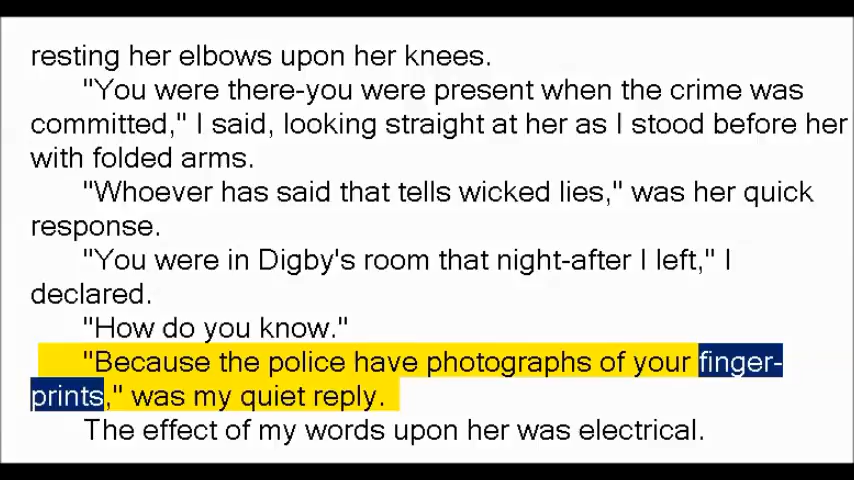 resting her elbows upon her knees.
"You were there-you were present when the crime was
committed," I said, looking straight at her as I stood before her
with folded arms.
"Whoever has said that tells wicked lies," was her quick
response.
"You were in Digby's room that night-after I left," I
declared.
"How do you know."
"Because the police have photographs of your finger-
prints," was my quiet reply.
The effect of my words upon her was electrical.